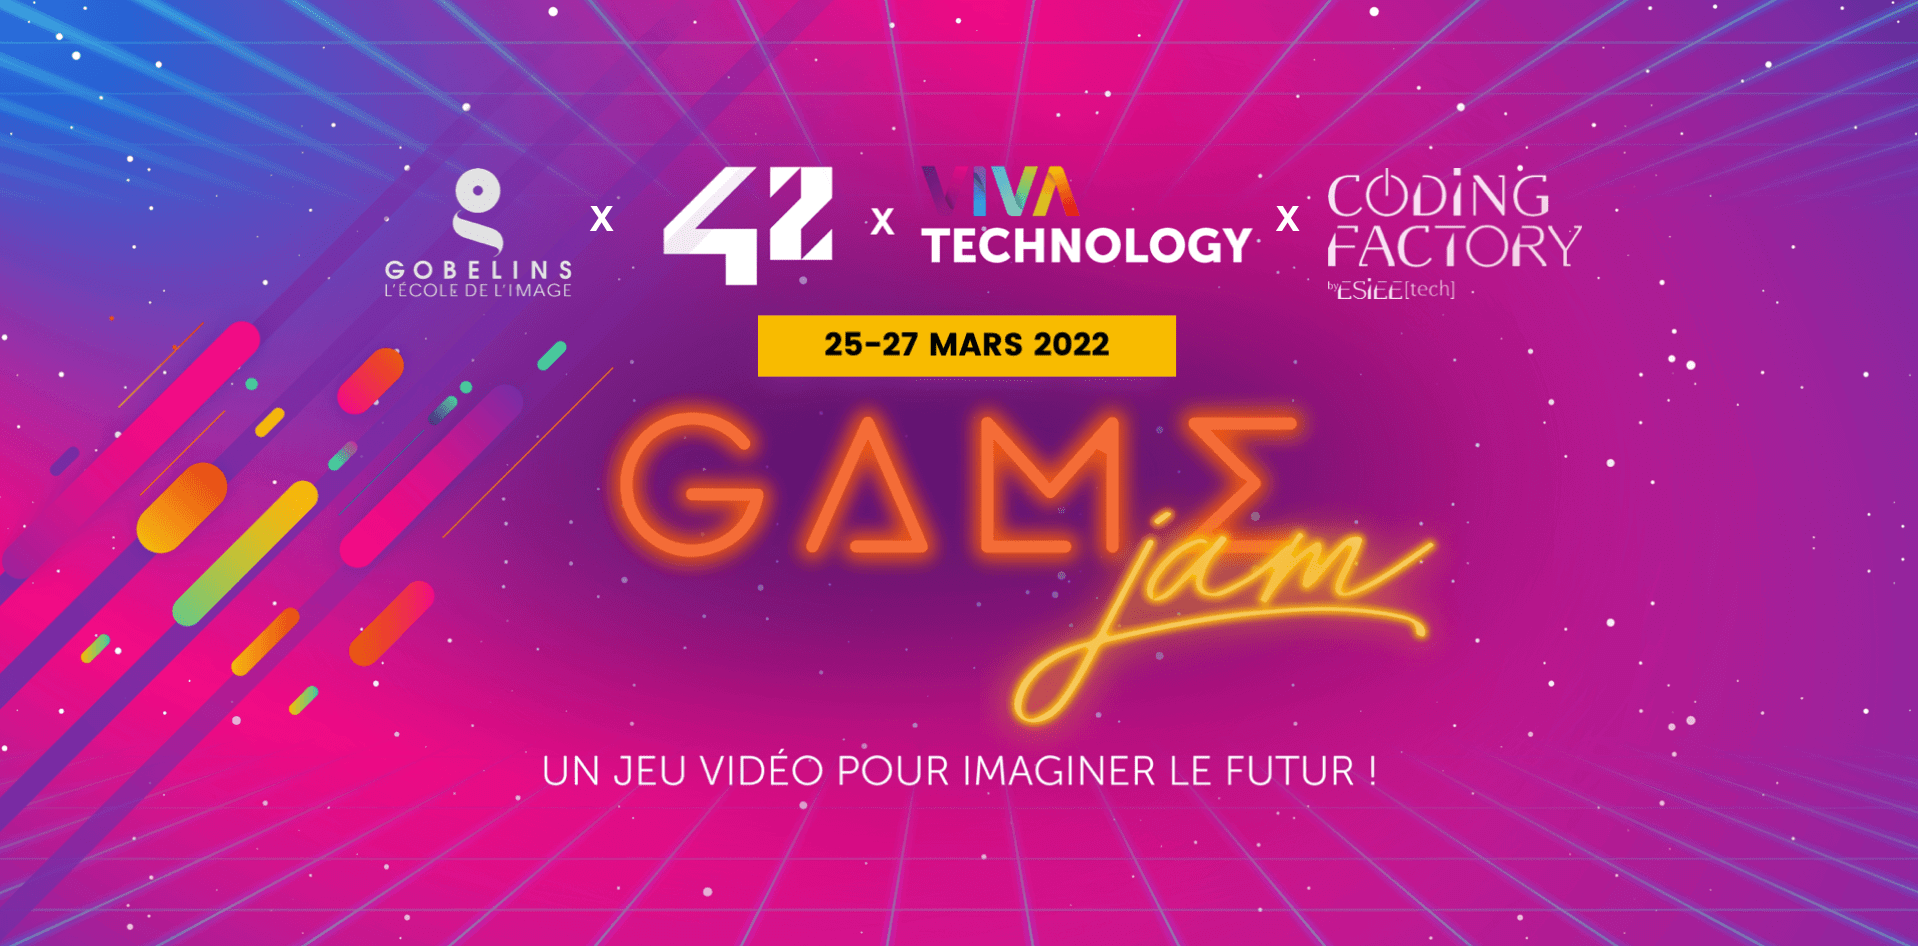 GOBELINS
L'ÉCOLE DE L'IMAGE
x
42
x
VIVA
TECHNOLOGY
x
CODING
FACTORY
by ESIEE[tech]
25-27 MARS 2022
GAME
jam
UN JEU VIDÉO POUR IMAGINER LE FUTUR !